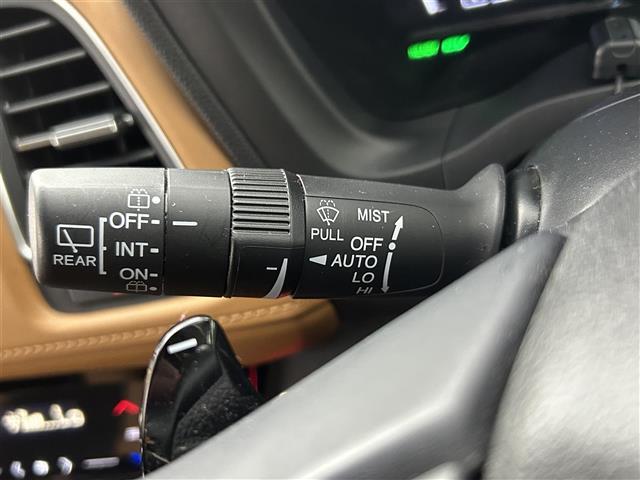 OFF
INT
ON
REAR
PULL
MIST
OFF
AUTO
LO
HI